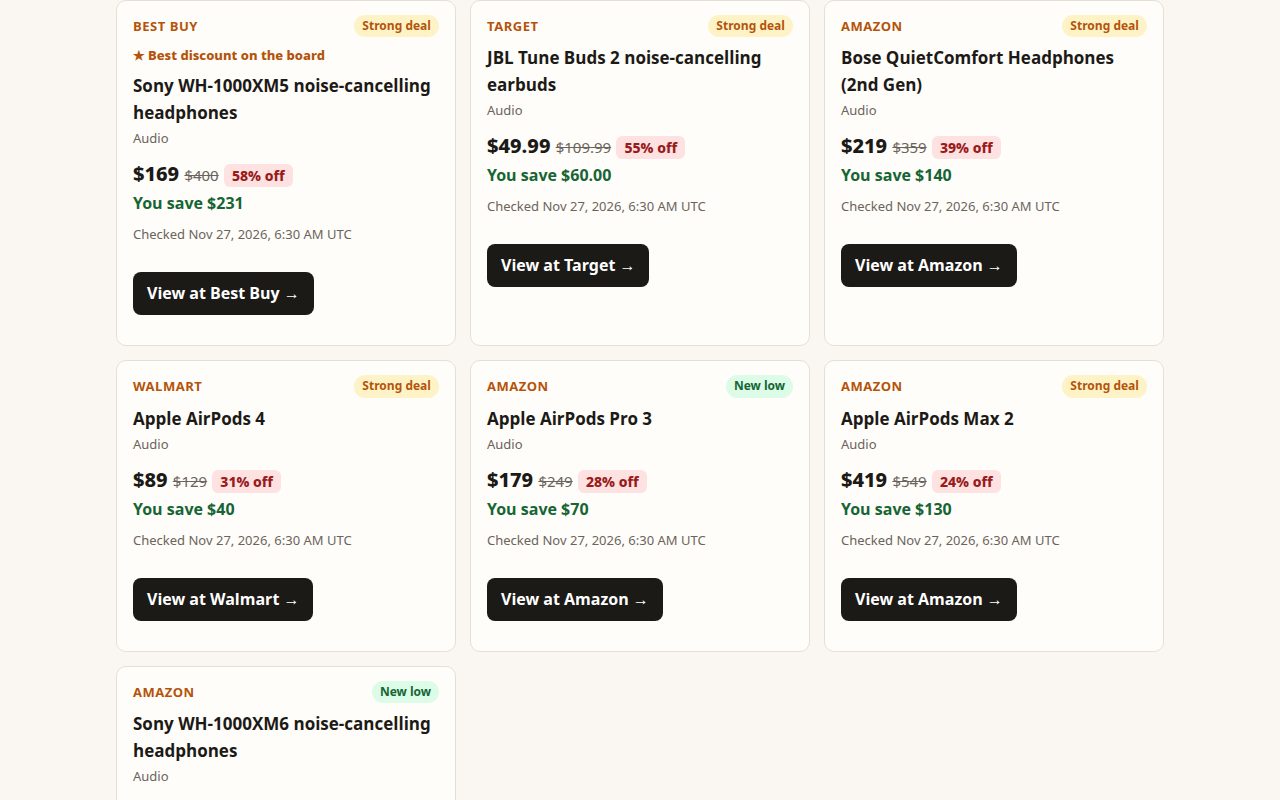 BEST BUY
Strong deal
★ Best discount on the board
Sony WH-1000XM5 noise-cancelling
headphones
Audio
$169 $400 58% off
You save $231
Checked Nov 27, 2026, 6:30 AM UTC
View at Best Buy →
TARGET
Strong deal
JBL Tune Buds 2 noise-cancelling
earbuds
Audio
$49.99 $109.99 55% off
You save $60.00
Checked Nov 27, 2026, 6:30 AM UTC
View at Target →
AMAZON
Strong deal
Bose QuietComfort Headphones
(2nd Gen)
Audio
$219 $359 39% off
You save $140
Checked Nov 27, 2026, 6:30 AM UTC
View at Amazon →
WALMART
Strong deal
Apple AirPods 4
Audio
$89 $129 31% off
You save $40
Checked Nov 27, 2026, 6:30 AM UTC
View at Walmart →
AMAZON
New low
Apple AirPods Pro 3
Audio
$179 $249 28% off
You save $70
Checked Nov 27, 2026, 6:30 AM UTC
View at Amazon →
AMAZON
Strong deal
Apple AirPods Max 2
Audio
$419 $549 24% off
You save $130
Checked Nov 27, 2026, 6:30 AM UTC
View at Amazon →
AMAZON
New low
Sony WH-1000XM6 noise-cancelling
headphones
Audio